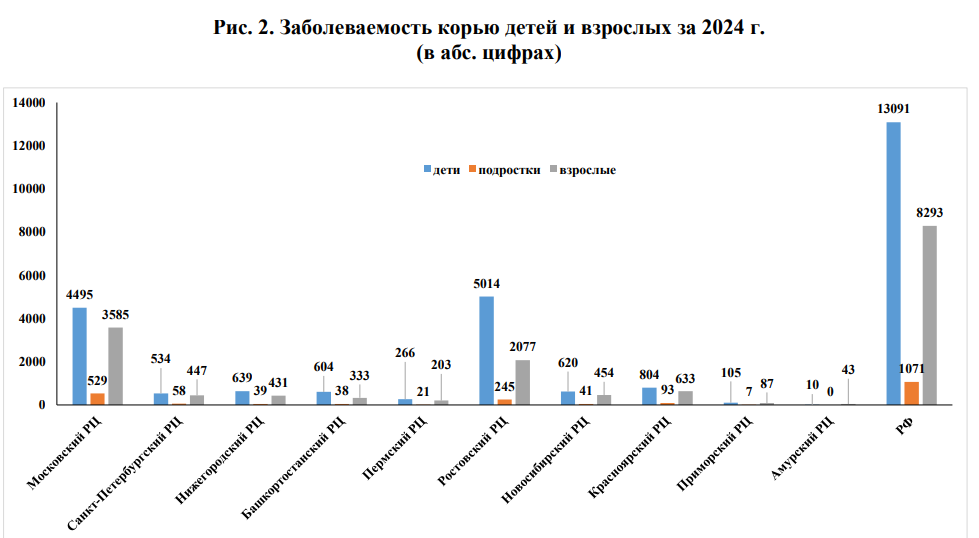 Рис. 2. Заболеваемость корью детей и взрослых за 2024 г.
(в абс. цифрах)
14000
12000
10000
8000
6000
4000
2000
0
дети подростки взрослые
4495 529 3585
534 58 447
639 39 431
604 38 333
266 21 203
5014 245 2077
620 41 454
804 93 633
105 7 87
10 0 43
13091 1071 8293
Московский РЦ
Санкт-Петербургский РЦ
Нижегородский РЦ
Башкортостанский РЦ
Пермский РЦ
Ростовский РЦ
Новосибирский РЦ
Красноярский РЦ
Приморский РЦ
Амурский РЦ
РФ